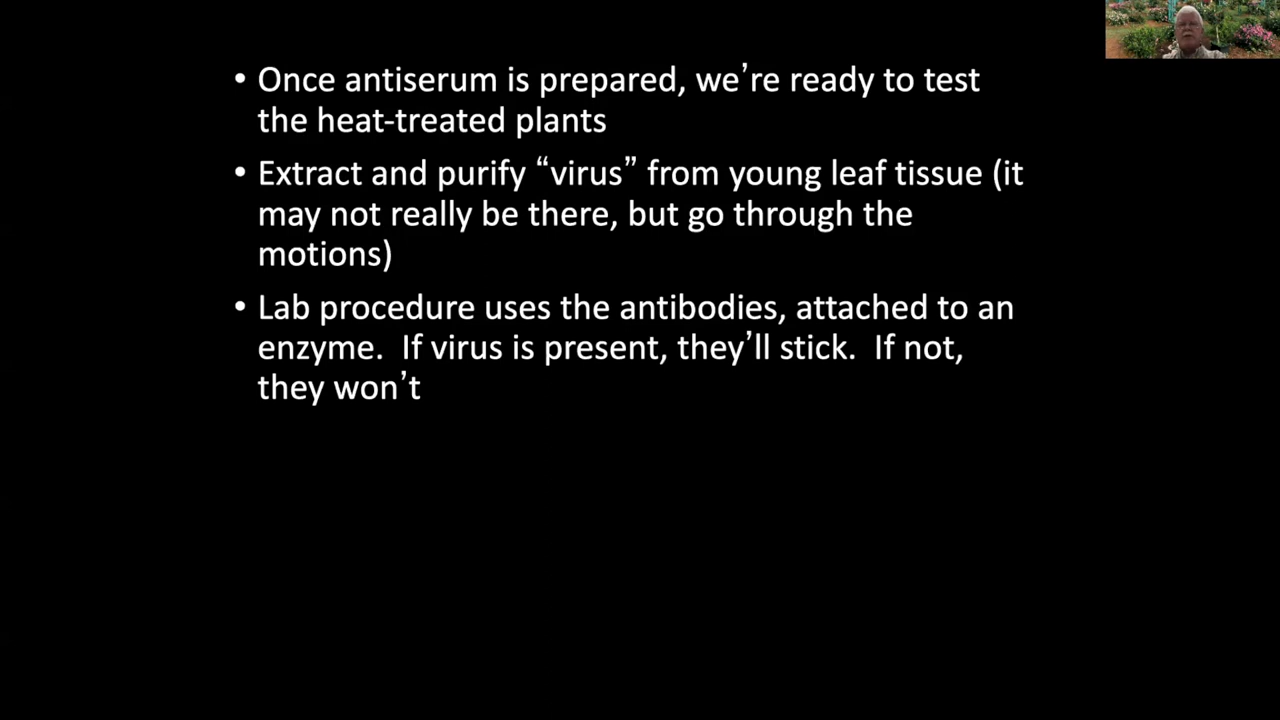 • Once antiserum is prepared, we’re ready to test
the heat-treated plants
• Extract and purify “virus” from young leaf tissue (it
may not really be there, but go through the
motions)
• Lab procedure uses the antibodies, attached to an
enzyme.  If virus is present, they’ll stick.  If not,
they won’t